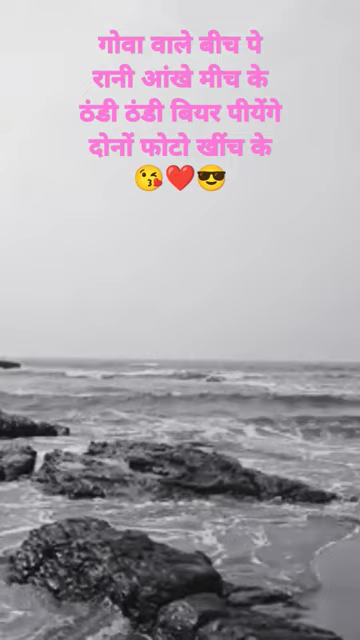 गोवा वाले बीच पे
रानी आंखे मीच के
ठंडी ठंडी बियर पीयेंगे
दोनों फोटो खींच के
😘❤️😎